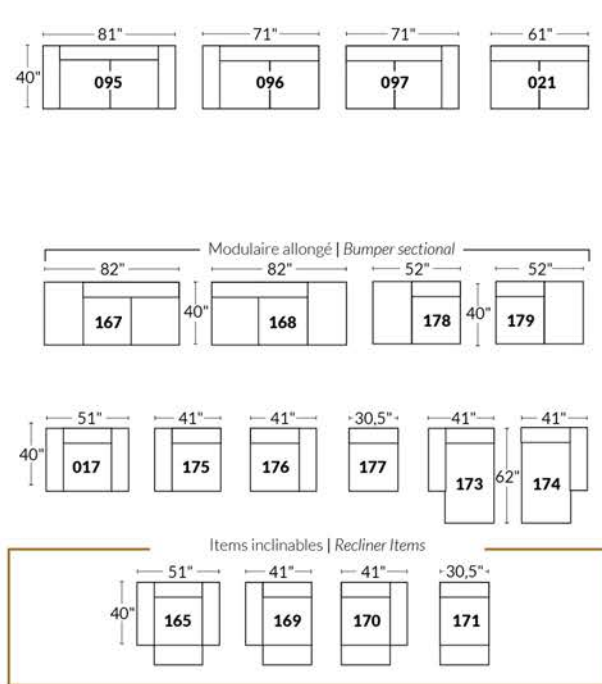 81" 71" 71" 61"
40"
095 096 097 021
Modulaire allongé | Bumper sectional
82" 82" 52" 52"
167 40" 168 178 40" 179
51" 41" 41" 30,5" 41" 41"
40"
017 175 176 177 173 62" 174
Items inclinables | Recliner Items
51" 41" 41" 30,5"
40"
165 169 170 171